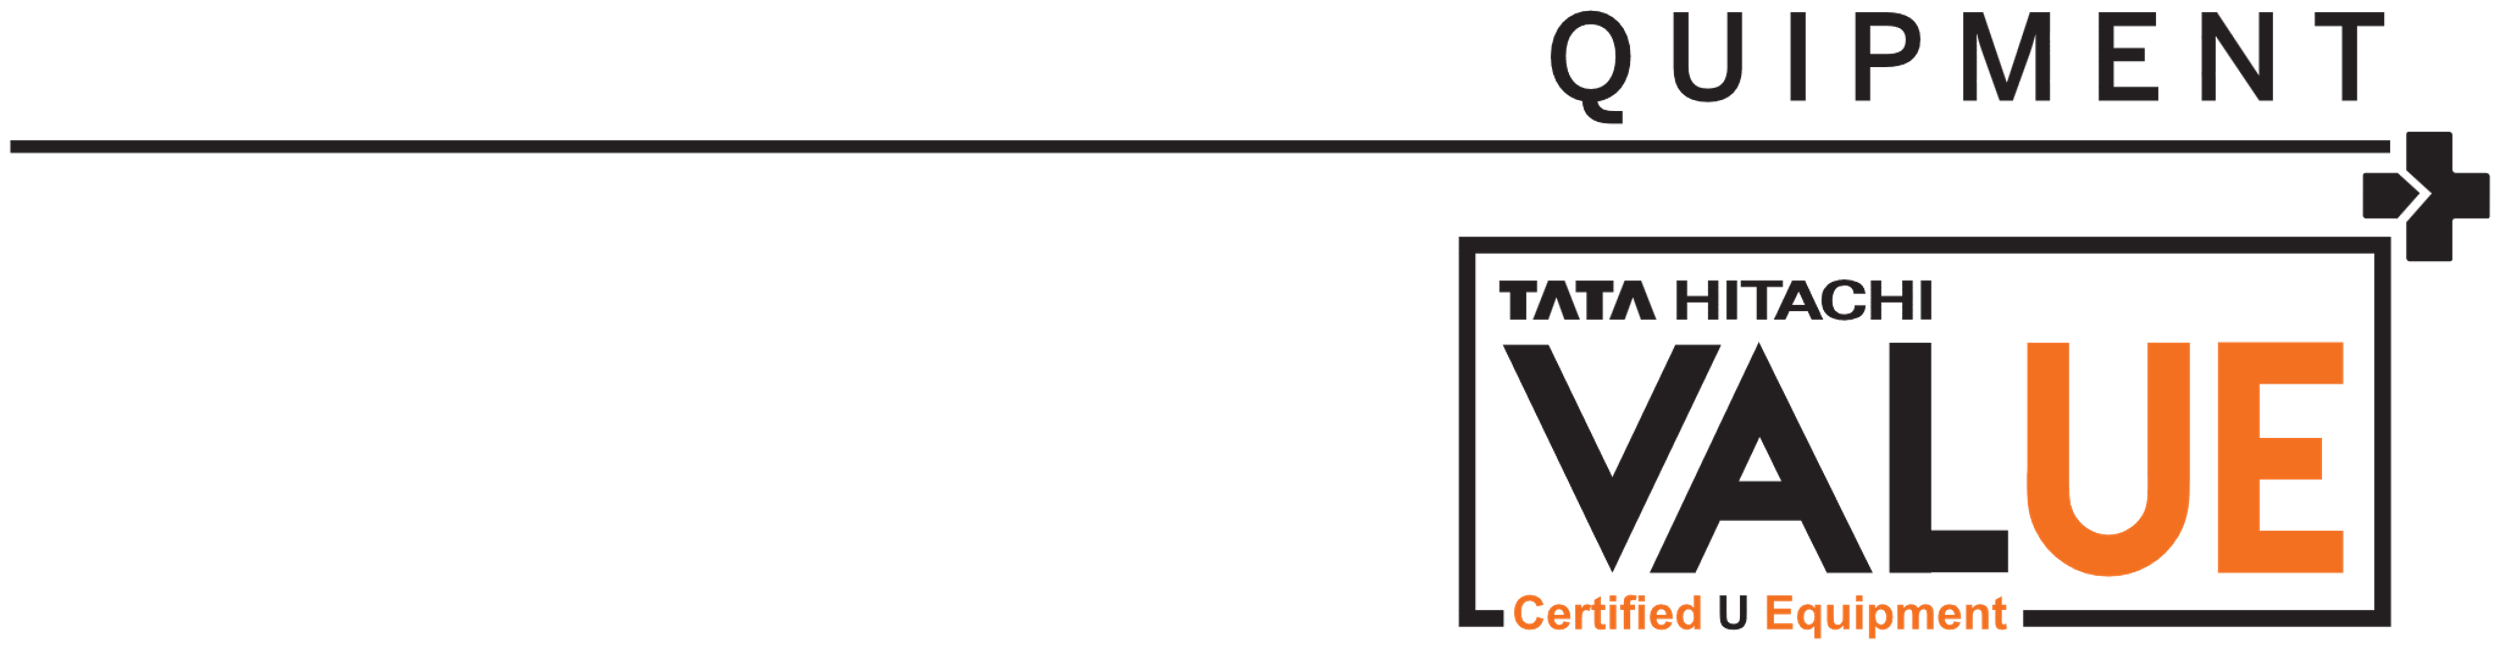 QUIPMENT
TATA HITACHI
VALUE
Certified U Equipment